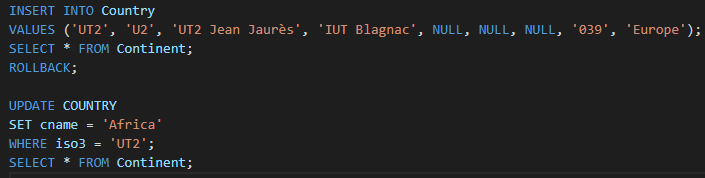 INSERT INTO Country
VALUES ('UT2', 'U2', 'UT2 Jean Jaurès', 'IUT Blagnac', NULL, NULL, NULL, '039', 'Europe');
SELECT * FROM Continent;
ROLLBACK;
UPDATE COUNTRY
SET cname = 'Africa'
WHERE iso3 = 'UT2';
SELECT * FROM Continent;